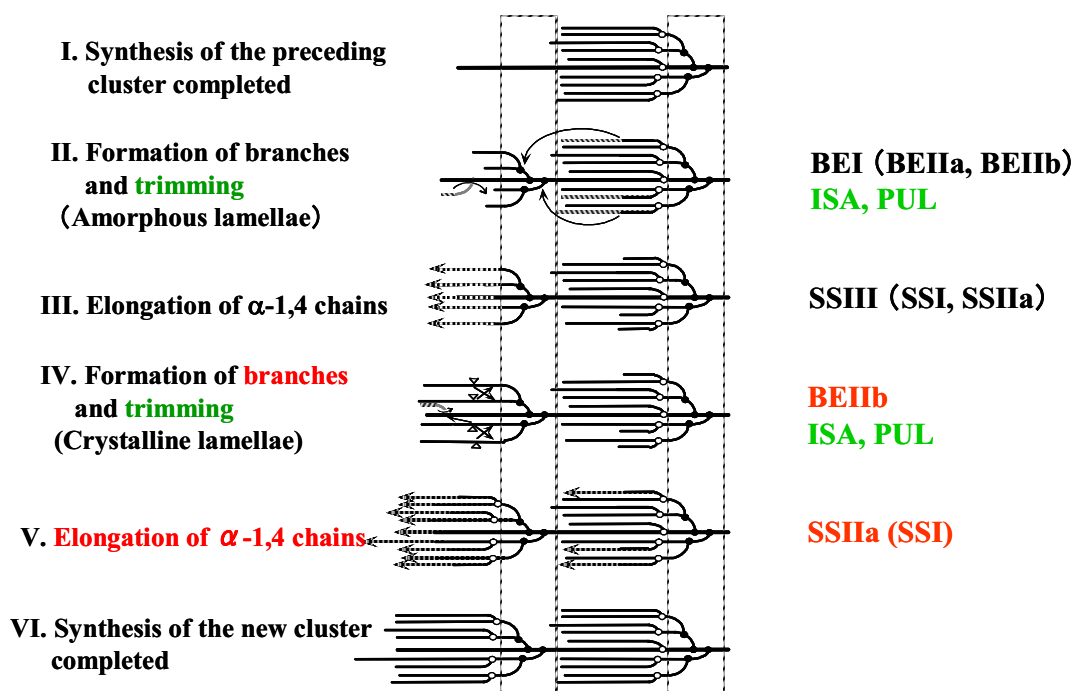 I. Synthesis of the preceding
cluster completed
II. Formation of branches
and trimming
（Amorphous lamellae）
BEI（BEIIa, BEIIb）
ISA, PUL
III. Elongation of α-1,4 chains
SSIII（SSI, SSIIa）
IV. Formation of branches
and trimming
(Crystalline lamellae)
BEIIb
ISA, PUL
V. Elongation of α-1,4 chains
SSIIa (SSI)
VI. Synthesis of the new cluster
completed